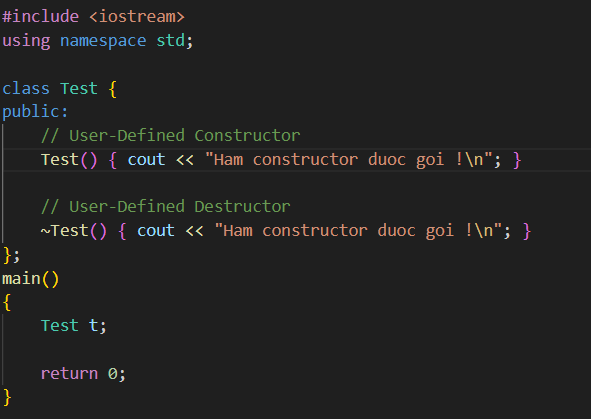 #include <iostream>
using namespace std;
class Test {
public:
// User-Defined Constructor
Test() { cout << "Ham constructor duoc goi !\n"; }
// User-Defined Destructor
~Test() { cout << "Ham constructor duoc goi !\n"; }
};
main()
{
Test t;
return 0;
}